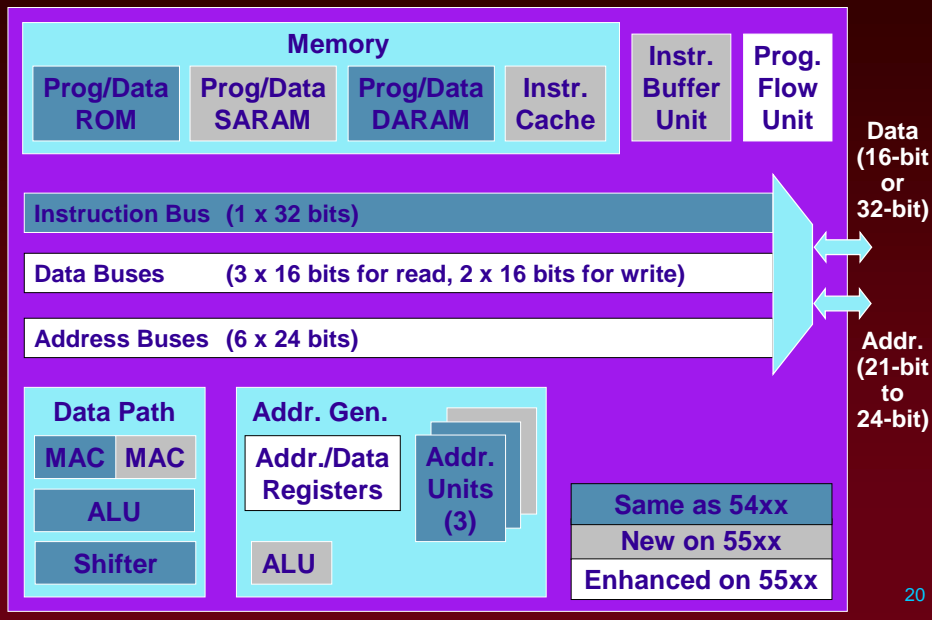 Memory
Prog/Data
ROM
Prog/Data
SARAM
Prog/Data
DARAM
Instr.
Cache
Instr.
Buffer
Unit
Prog.
Flow
Unit
Data
(16-bit
or
32-bit)
Instruction Bus (1 x 32 bits)
Data Buses (3 x 16 bits for read, 2 x 16 bits for write)
Address Buses (6 x 24 bits)
Addr.
(21-bit
to
24-bit)
Data Path
MAC MAC
ALU
Shifter
Addr. Gen.
Addr./Data
Registers
Addr.
Units
(3)
ALU
Same as 54xx
New on 55xx
Enhanced on 55xx
20